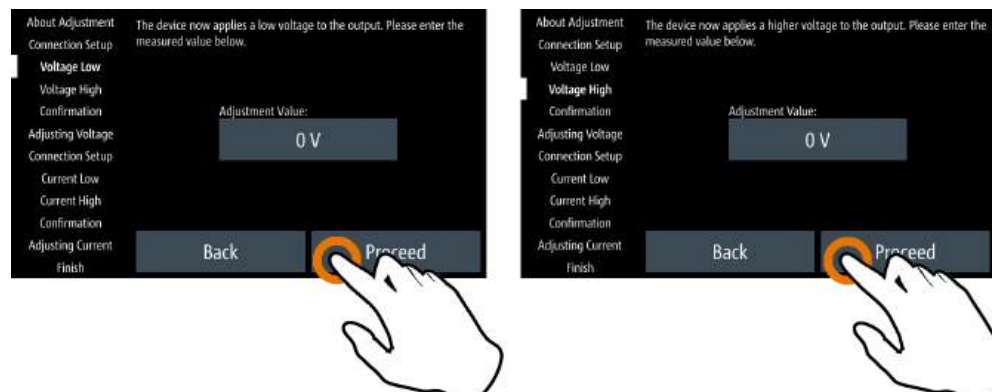 About Adjustment
Connection Setup
Voltage Low
Voltage High
Confirmation
Adjusting Voltage
Connection Setup
Current Low
Current High
Confirmation
Adjusting Current
Finish
The device now applies a low voltage to the output. Please enter the
measured value below.
Adjustment Value:
0 V
Back
Proceed
About Adjustment
Connection Setup
Voltage Low
Voltage High
Confirmation
Adjusting Voltage
Connection Setup
Current Low
Current High
Confirmation
Adjusting Current
Finish
The device now applies a higher voltage to the output. Please enter the
measured value below.
Adjustment Value:
0 V
Back
Proceed